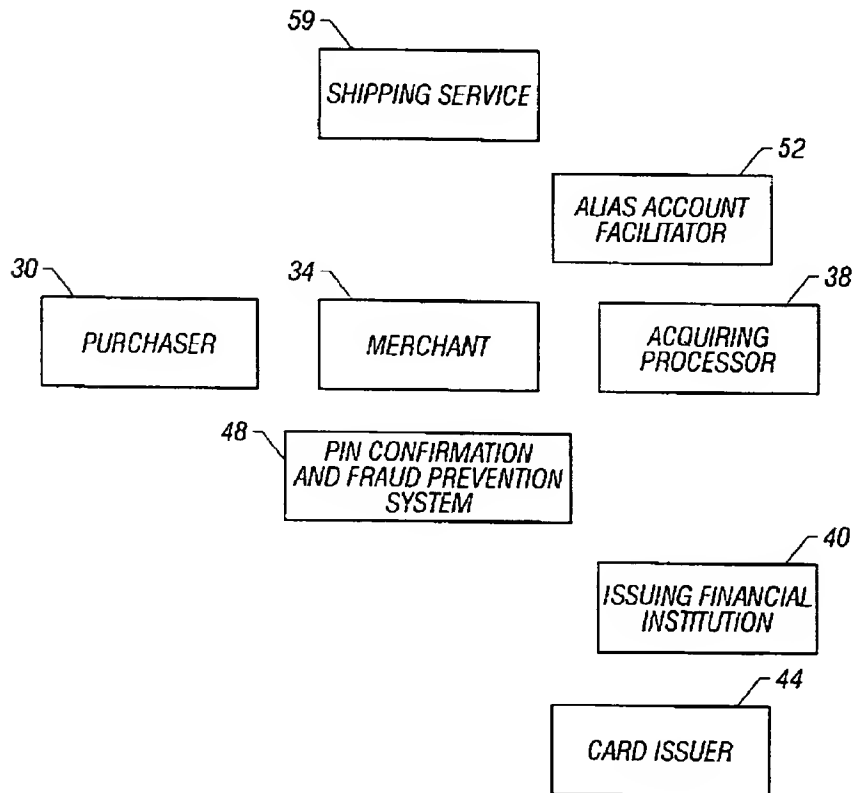 59
SHIPPING SERVICE
52
ALIAS ACCOUNT
FACILITATOR
30
PURCHASER
34
MERCHANT
38
ACQUIRING
PROCESSOR
48
PIN CONFIRMATION
AND FRAUD PREVENTION
SYSTEM
40
ISSUING FINANCIAL
INSTITUTION
44
CARD ISSUER